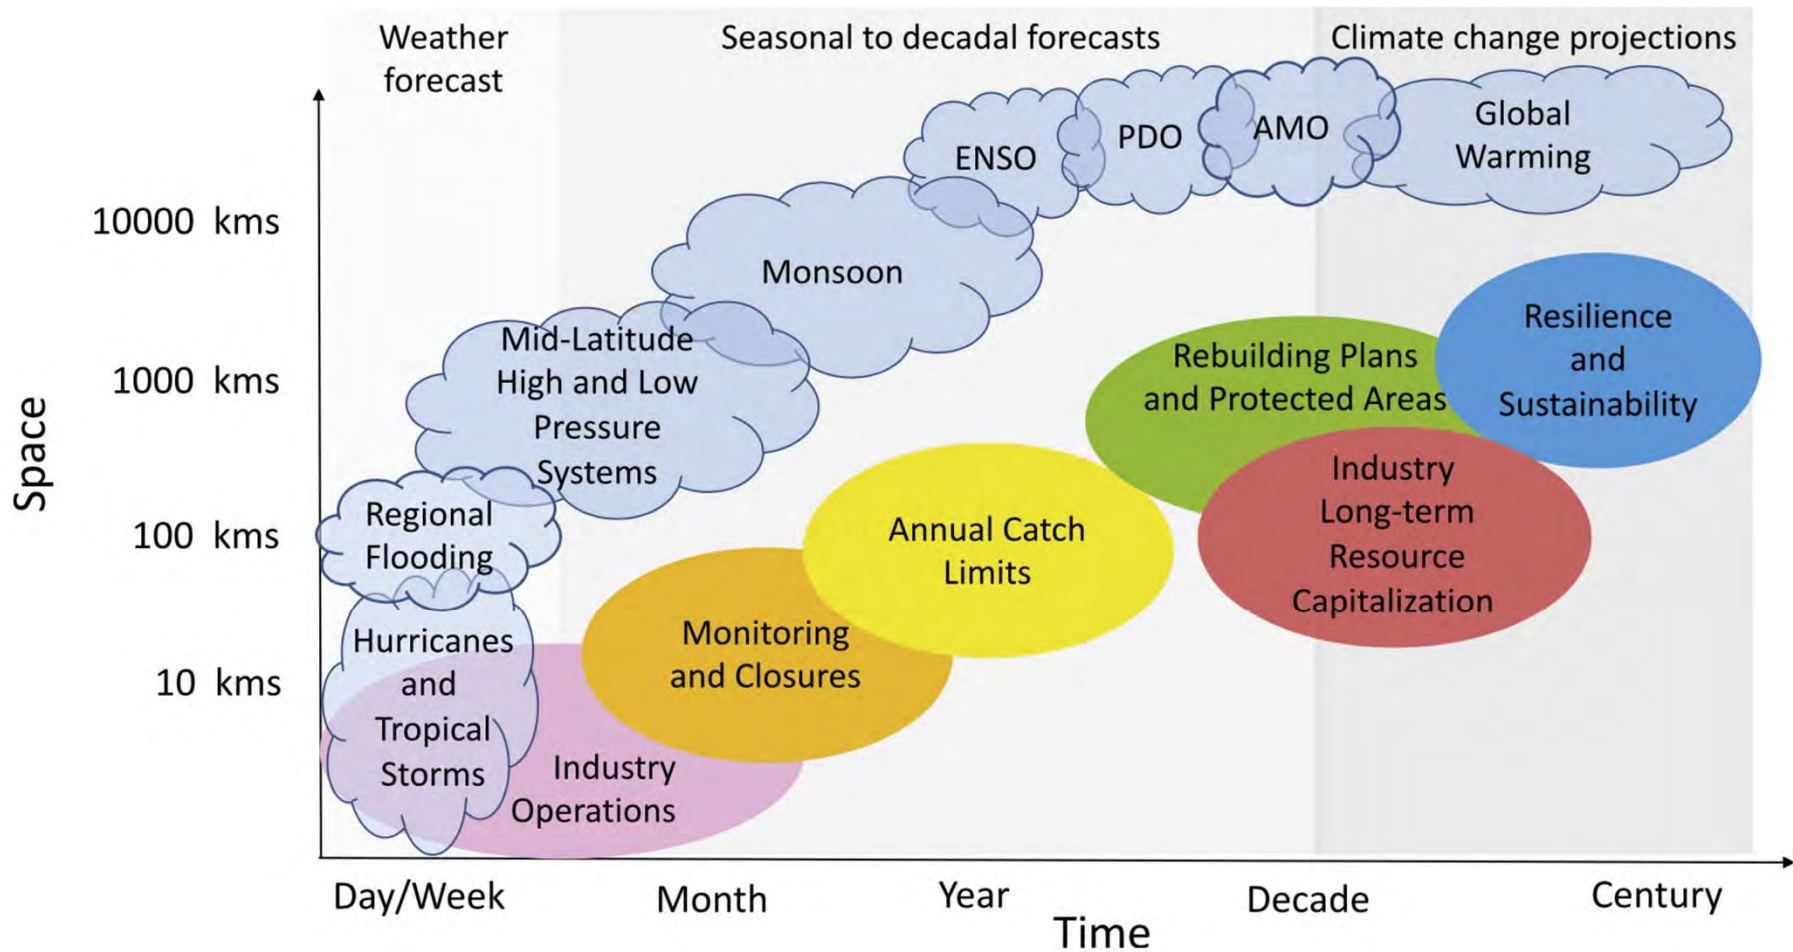 Weather
forecast
Seasonal to decadal forecasts
Climate change projections
ENSO
PDO
AMO
Global
Warming
10000 kms
Monsoon
Mid-Latitude
High and Low
Pressure
Systems
1000 kms
Rebuilding Plans
and Protected Areas
Resilience
and
Sustainability
Space
Regional
Flooding
100 kms
Annual Catch
Limits
Industry
Long-term
Resource
Capitalization
Hurricanes
and
Tropical
Storms
Monitoring
and Closures
10 kms
Industry
Operations
Day/Week
Month
Year
Decade
Century
Time